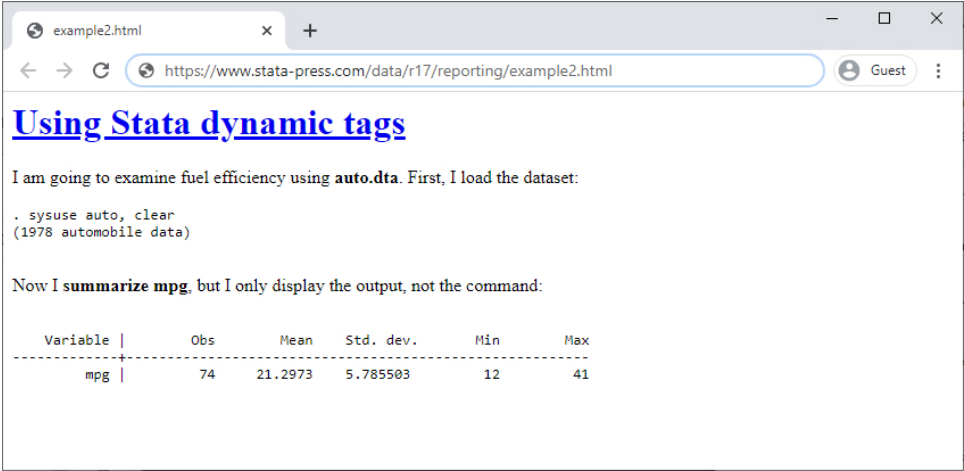 example2.html
https://www.stata-press.com/data/r17/reporting/example2.html Guest
Using Stata dynamic tags
I am going to examine fuel efficiency using auto.dta. First, I load the dataset:
. sysuse auto, clear
(1978 automobile data)
Now I summarize mpg, but I only display the output, not the command:
Variable | Obs Mean Std. dev. Min Max
-------------+---------------------------------------------------------
mpg | 74 21.2973 5.785503 12 41